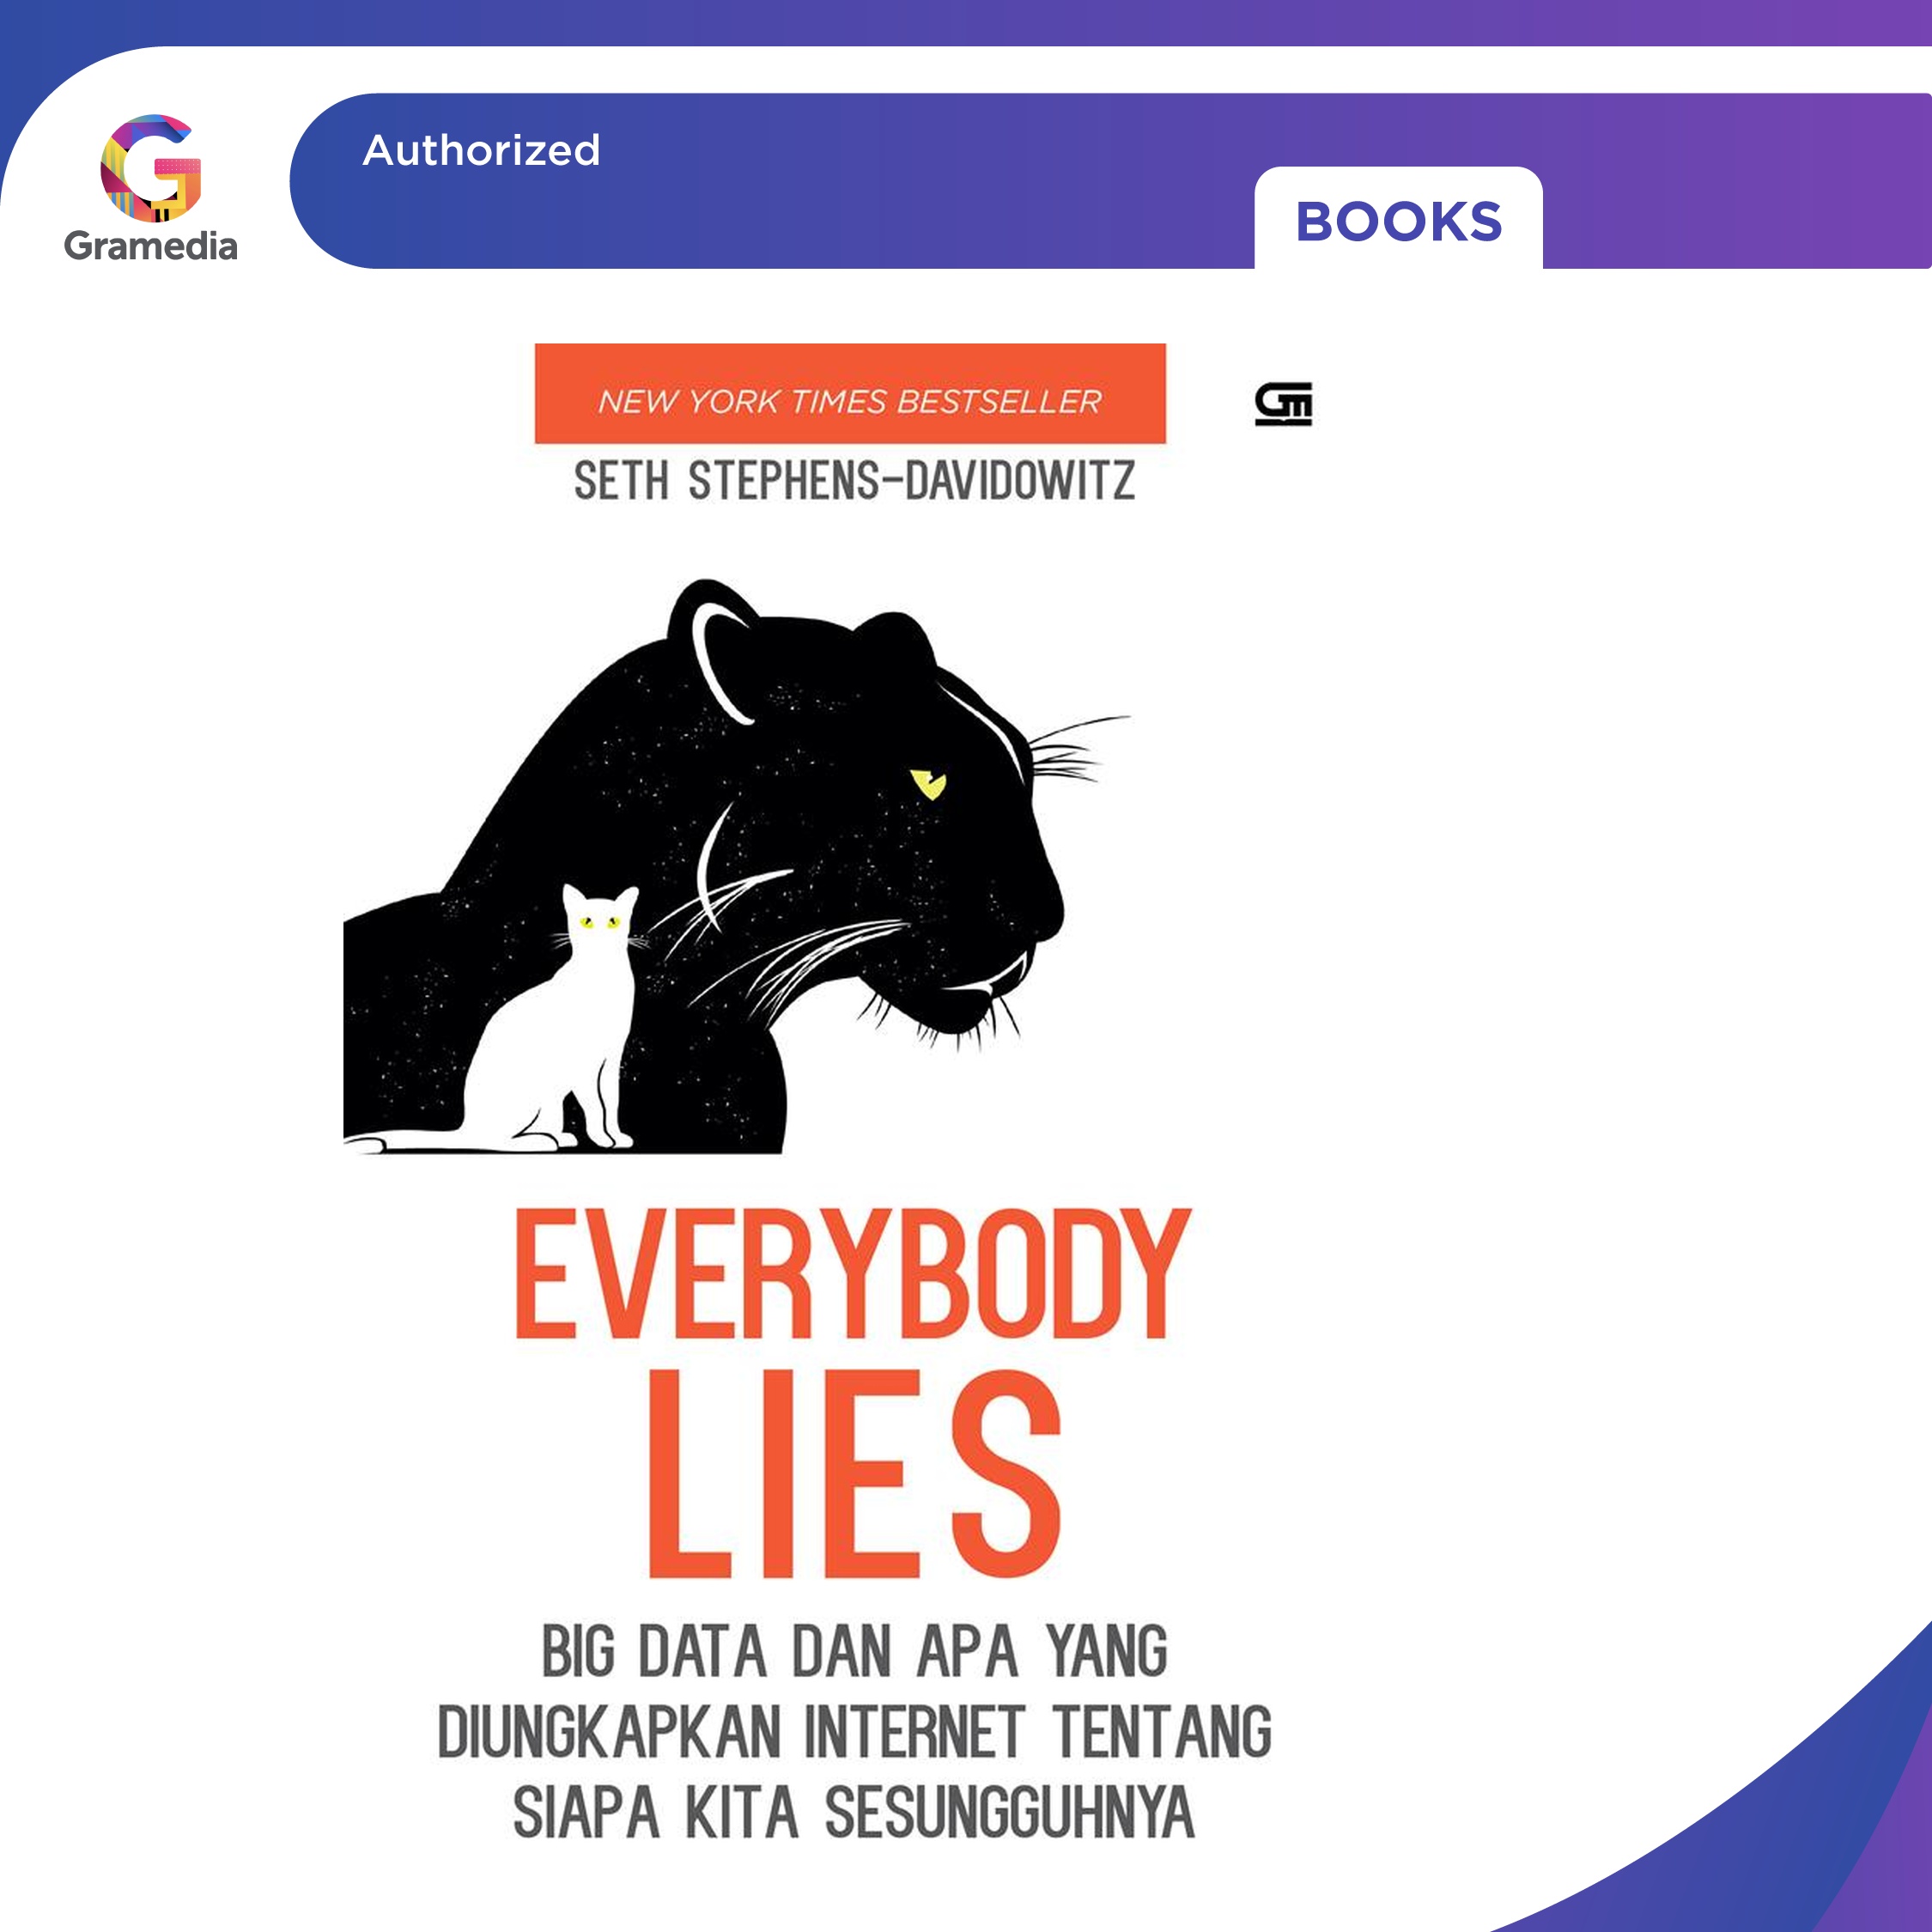 Gramedia
Authorized
BOOKS
NEW YORK TIMES BESTSELLER
GM
SETH STEPHENS-DAVIDOWITZ
EVERYBODY
LIES
BIG DATA DAN APA YANG
DIUNGKAPKAN INTERNET TENTANG
SIAPA KITA SESUNGGUHNYA